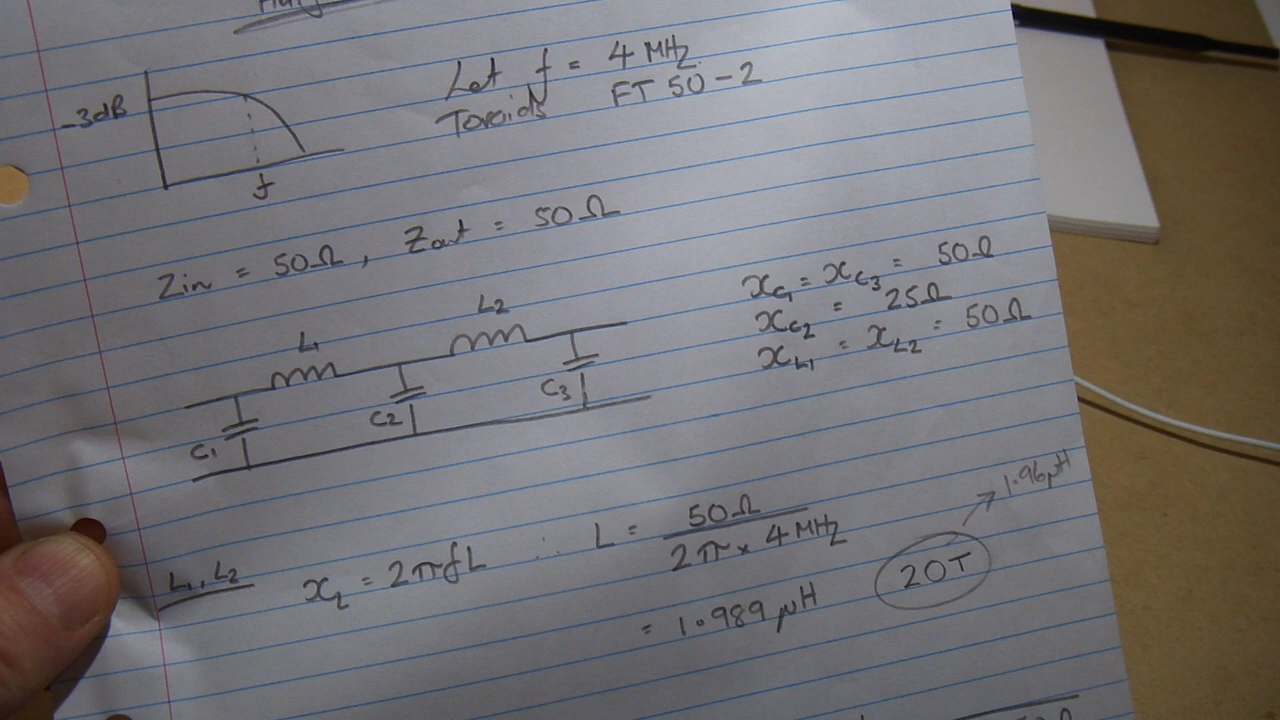 Let f = 4 MHz
Toroids FT 50-2
-3dB
f
Zin = 50Ω, Zout = 50Ω
xC1 = xC3 = 50Ω
xC2 = 25Ω
xL1 = xL2 = 50Ω
L1 L2
C1 C2 C3
L1, L2 xL = 2πfL ∴ L = 50Ω / 2π × 4 MHz
= 1.989 μH
20T → 1.96μH